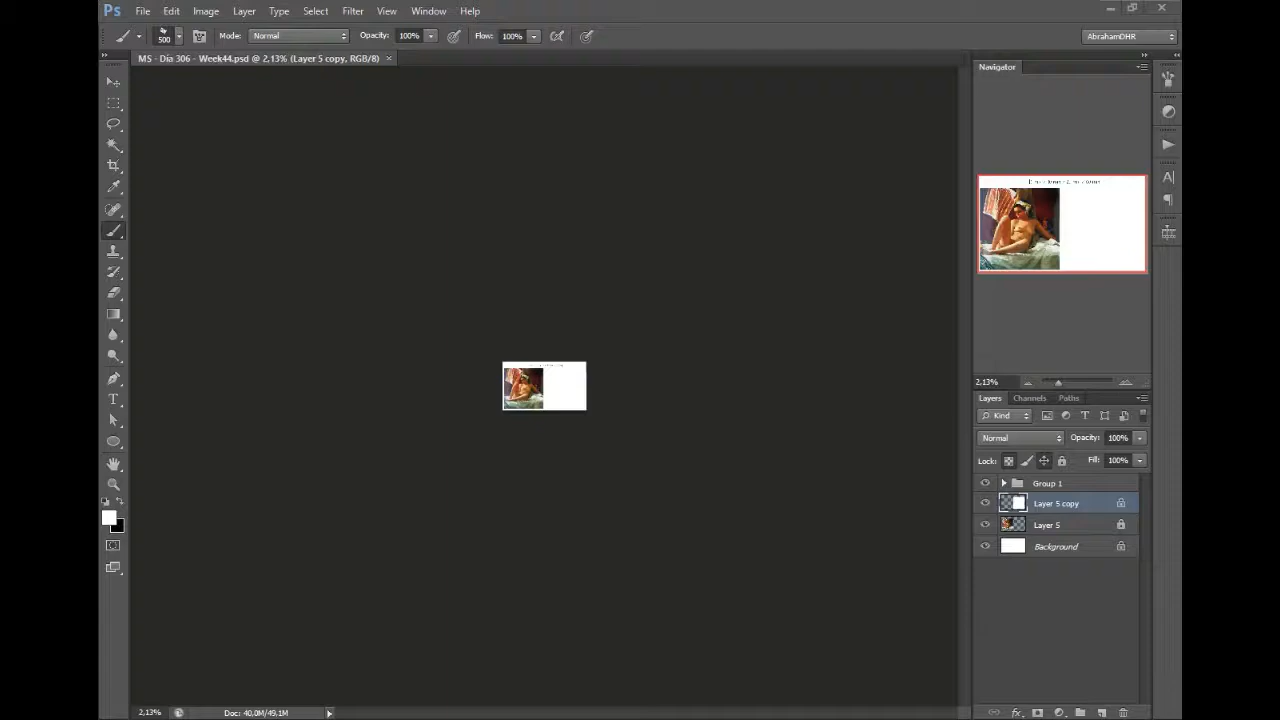 Ps File Edit Image Layer Type Select Filter View Window Help
500 Mode: Normal Opacity: 100% Flow: 100% AbrahamDHR
MS - Dia 306 - Week44.psd @ 2,13% (Layer 5 copy, RGB/8) ×
Navigator
2,13%
Layers Channels Paths
Kind
Normal Opacity: 100%
Lock: Fill: 100%
Group 1
Layer 5 copy
Layer 5
Background
2,13% Doc: 40,0M/49,1M
fx